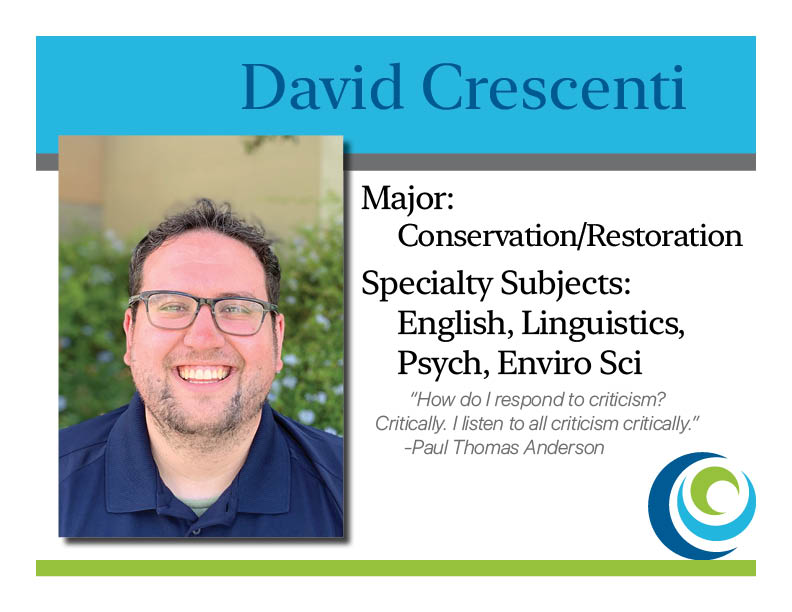 David Crescenti
Major:
Conservation/Restoration
Specialty Subjects:
English, Linguistics,
Psych, Enviro Sci
“How do I respond to criticism?
Critically. I listen to all criticism critically.”
–Paul Thomas Anderson